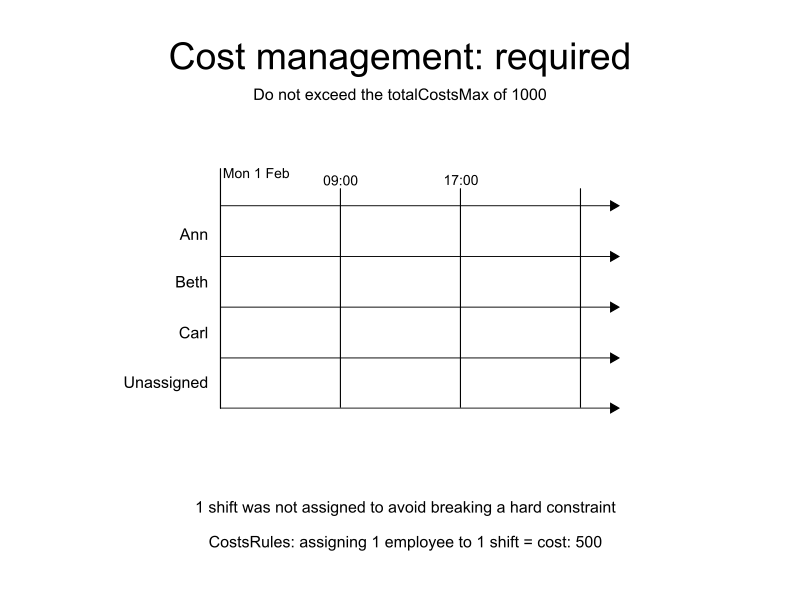 Cost management: required
Do not exceed the totalCostsMax of 1000
Mon 1 Feb
09:00
17:00
Ann
Beth
Carl
Unassigned
1 shift was not assigned to avoid breaking a hard constraint
CostsRules: assigning 1 employee to 1 shift = cost: 500